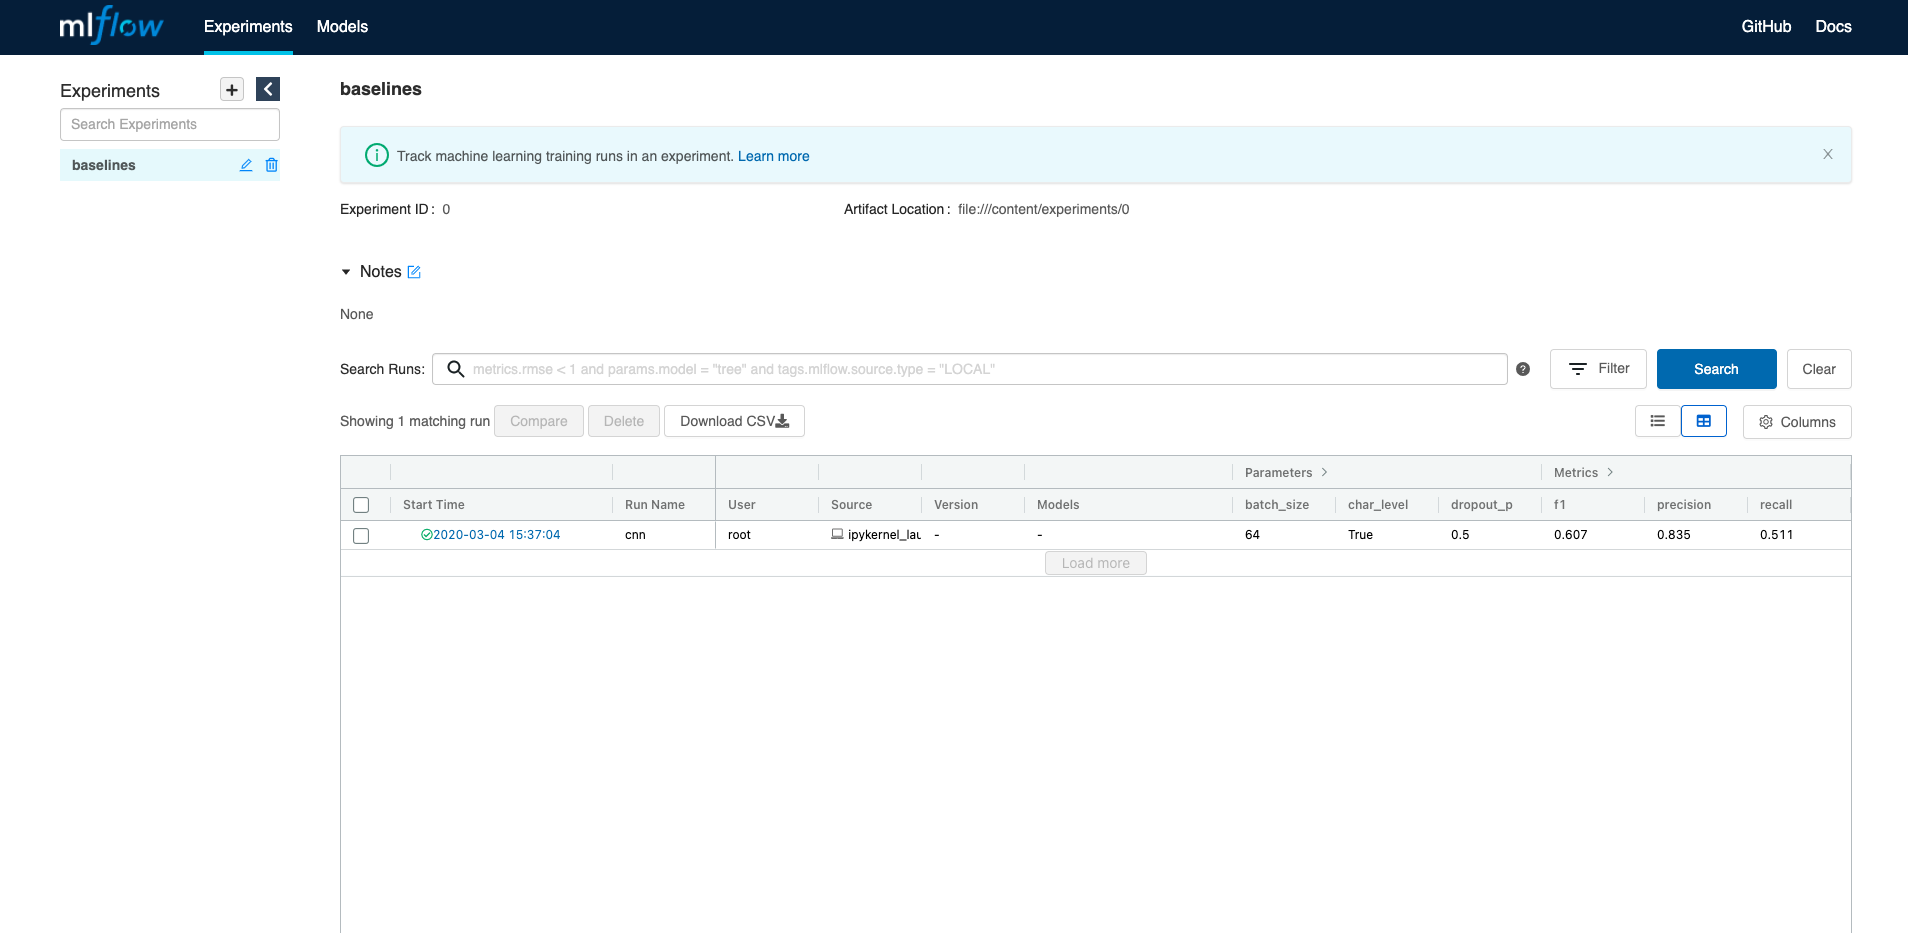 mlflow Experiments Models GitHub Docs
Experiments
Search Experiments
baselines
baselines
Track machine learning training runs in an experiment. Learn more
Experiment ID : 0 Artifact Location : file:///content/experiments/0
Notes
None
Search Runs: metrics.rmse < 1 and params.model = "tree" and tags.mlflow.source.type = "LOCAL" ? Filter Search Clear
Showing 1 matching run Compare Delete Download CSV Columns
Parameters > Metrics >
Start Time Run Name User Source Version Models batch_size char_level dropout_p f1 precision recall
2020-03-04 15:37:04 cnn root ipykernel_lau - - 64 True 0.5 0.607 0.835 0.511
Load more